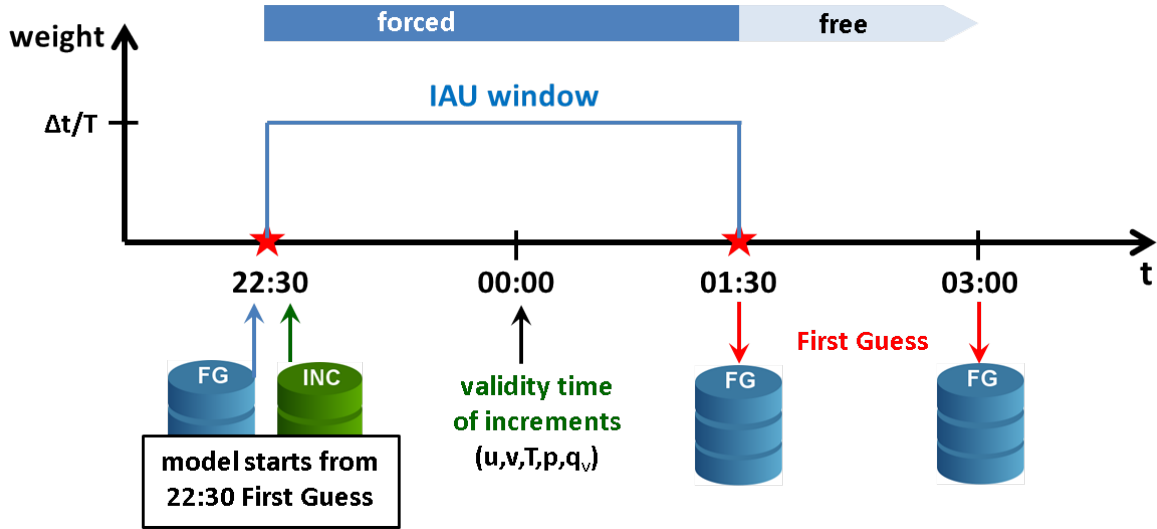 forced
free
weight
IAU window
Δt/T
22:30
00:00
01:30
03:00
t
FG
INC
validity time
of increments
(u,v,T,p,qᵥ)
First Guess
FG
FG
model starts from
22:30 First Guess